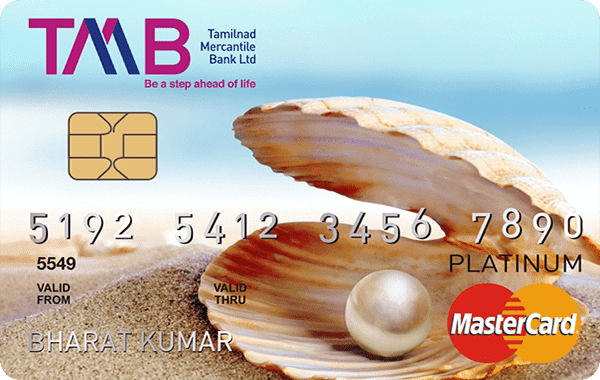 TMB
Tamilnad
Mercantile
Bank Ltd
Be a step ahead of life
5192 5412 3456 7890
5549
PLATINUM
VALID
FROM
VALID
THRU
MasterCard
BHARAT KUMAR